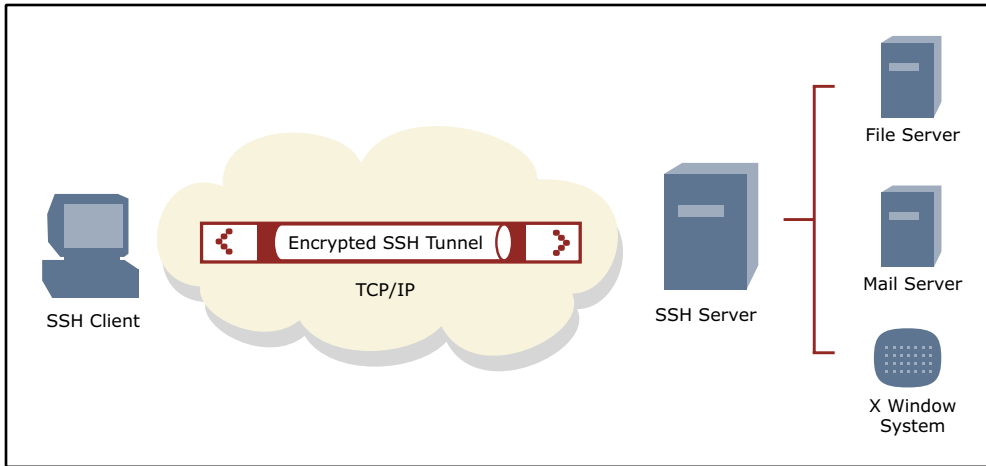 File Server
Encrypted SSH Tunnel
Mail Server
TCP/IP
SSH Client
SSH Server
X Window
System